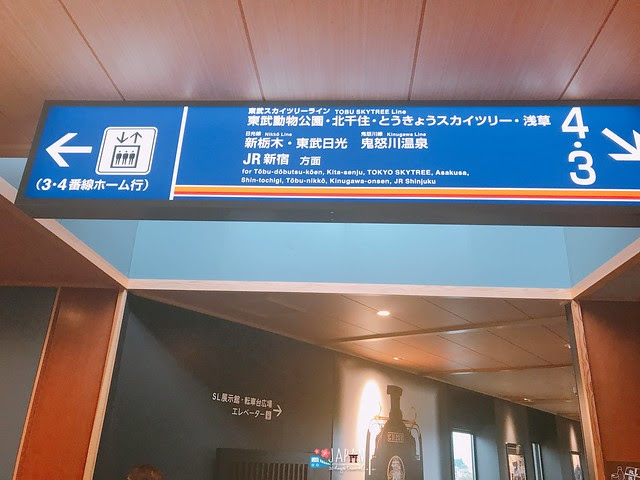 (3・4番線ホーム行)
東武スカイツリーライン TOBU SKYTREE Line
東武動物公園・北千住・とうきょうスカイツリー・浅草
日光線 Nikkō Line 鬼怒川線 Kinugawa Line
新栃木・東武日光 鬼怒川温泉
JR新宿 方面
for Tōbu-dōbutsu-kōen, Kita-senju, TOKYO SKYTREE, Asakusa,
Shin-tochigi, Tōbu-nikkō, Kinugawa-onsen, JR Shinjuku
4・3
SL展示館・転車台広場
エレベーター
JAPAN